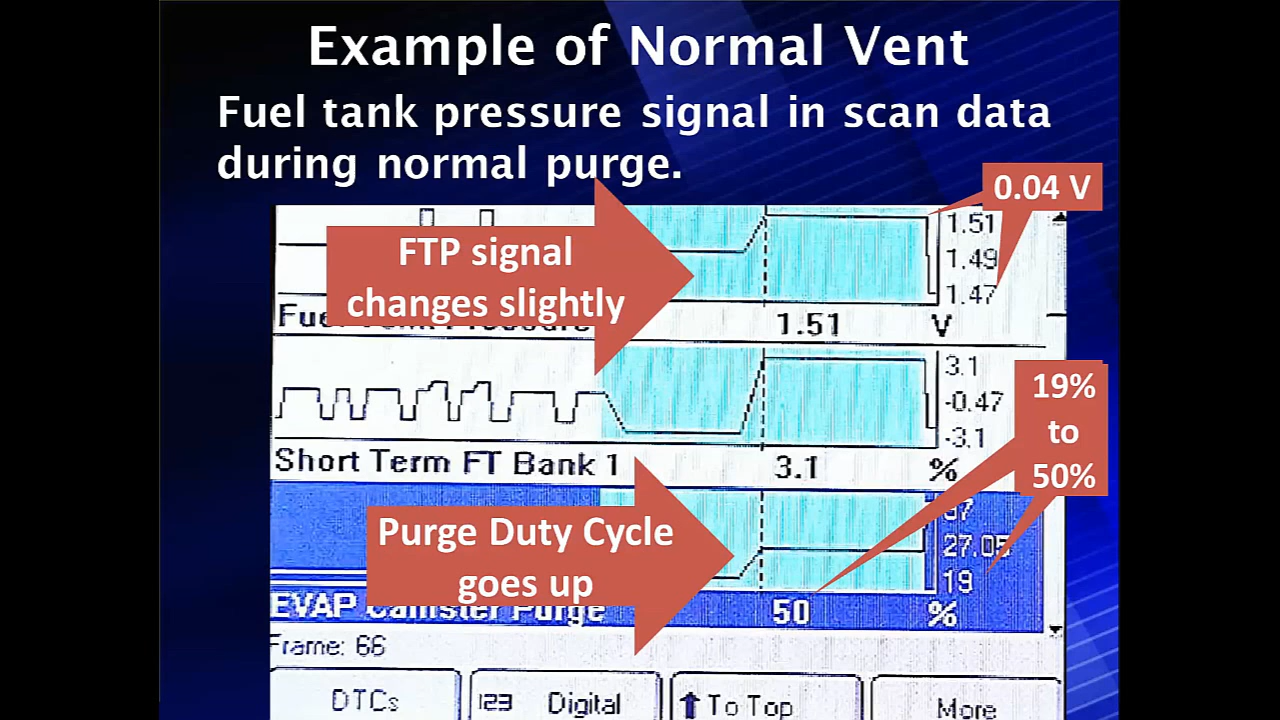 Example of Normal Vent
Fuel tank pressure signal in scan data
during normal purge.
0.04 V
FTP signal
changes slightly
1.51
1.49
1.47
1.51 V
3.1
-0.47
-3.1
Short Term FT Bank 1 3.1 %
19%
to
50%
Purge Duty Cycle
goes up
27.05
19
EVAP Canister Purge 50 %
Frame: 66
DTCs
123 Digital
To Top
More